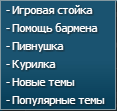 - Игровая стойка
- Помощь бармена
- Пивнушка
- Курилка
- Новые темы
- Популярные темы